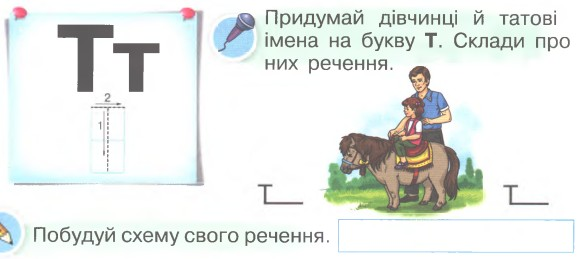 Тт
2
1
Придумай дівчинці й татові
імена на букву Т. Склади про
них речення.
Т
Т
Побудуй схему свого речення.